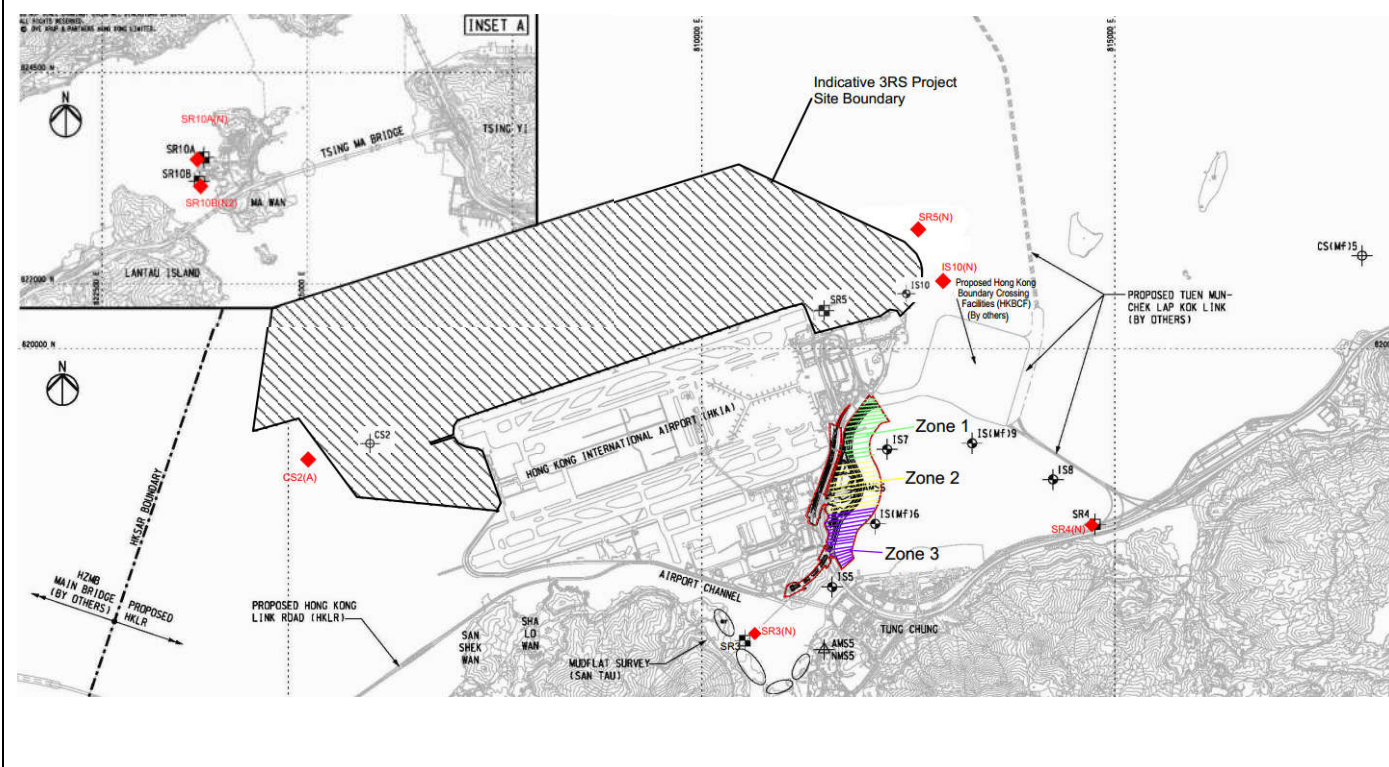 ALL RIGHTS RESERVED.
© OVE ARUP & PARTNERS HONG KONG LIMITED.
INSET A
824500 N
N
SR10A(N)
SR10A
SR10B
SR10B(N2)
MA WAN
TSING MA BRIDGE
TSING YI
LANTAU ISLAND
822000 N
822500 E
810000 E
815000 E
Indicative 3RS Project
Site Boundary
SR5(N)
CS(Mf)5
IS10(N)
IS10
Proposed Hong Kong
Boundary Crossing
Facilities (HKBCF)
(By others)
PROPOSED TUEN MUN-
CHEK LAP KOK LINK
(BY OTHERS)
SR5
820000 N
N
HONG KONG INTERNATIONAL AIRPORT (HKIA)
CS2
CS2(A)
Zone 1
IS7
IS(Mf)9
Zone 2
IS8
IS(Mf)6
SR4
SR4(N)
Zone 3
HKSAR BOUNDARY
HZMB
MAIN BRIDGE
(BY OTHERS)
PROPOSED
HKLR
PROPOSED HONG KONG
LINK ROAD (HKLR)
AIRPORT CHANNEL
IS5
SAN
SHEK
WAN
SHA
LO
WAN
SR3(N)
SR3
TUNG CHUNG
MUDFLAT SURVEY
(SAN TAU)
AMS5
NMS5